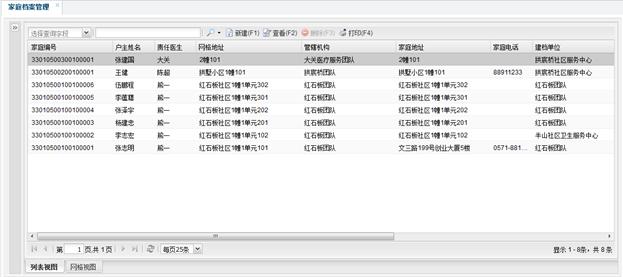 家庭档案管理
选择查询字段 新建(F1) 查看(F2) 删除(F3) 打印(F4)
家庭编号 户主姓名 责任医生 网格地址 管辖机构 家庭地址 家庭电话 建档单位
33010500300100001 张建国 大关 2幢101 大关医疗服务团队 2幢101 拱宸桥社区服务中心
33010500200100001 王健 陈超 拱墅小区1幢101 拱宸桥团队 拱墅小区1幢101 88911233 拱宸桥社区服务中心
33010500100100006 伍鹏程 熊一 红石板社区1幢1单元302 红石板团队 红石板社区1幢1单元302 红石板团队
33010500100100005 李蕴蘊 熊一 红石板社区1幢1单元301 红石板团队 红石板社区1幢1单元301 红石板团队
33010500100100004 张泽宇 熊一 红石板社区1幢1单元202 红石板团队 红石板社区1幢1单元202 红石板团队
33010500100100003 杨建忠 熊一 红石板社区1幢1单元201 红石板团队 红石板社区1幢1单元201 红石板团队
33010500100100002 李志宏 熊一 红石板社区1幢1单元102 红石板团队 红石板社区1幢1单元102 半山社区卫生服务中心
33010500100100001 张志明 熊一 红石板社区1幢1单元101 红石板团队 交三路199号创业大厦5楼 0571-881... 红石板团队
第 1 页,共 1 页 每页25条 显示 1 - 8条，共 8 条
列表视图 网格视图